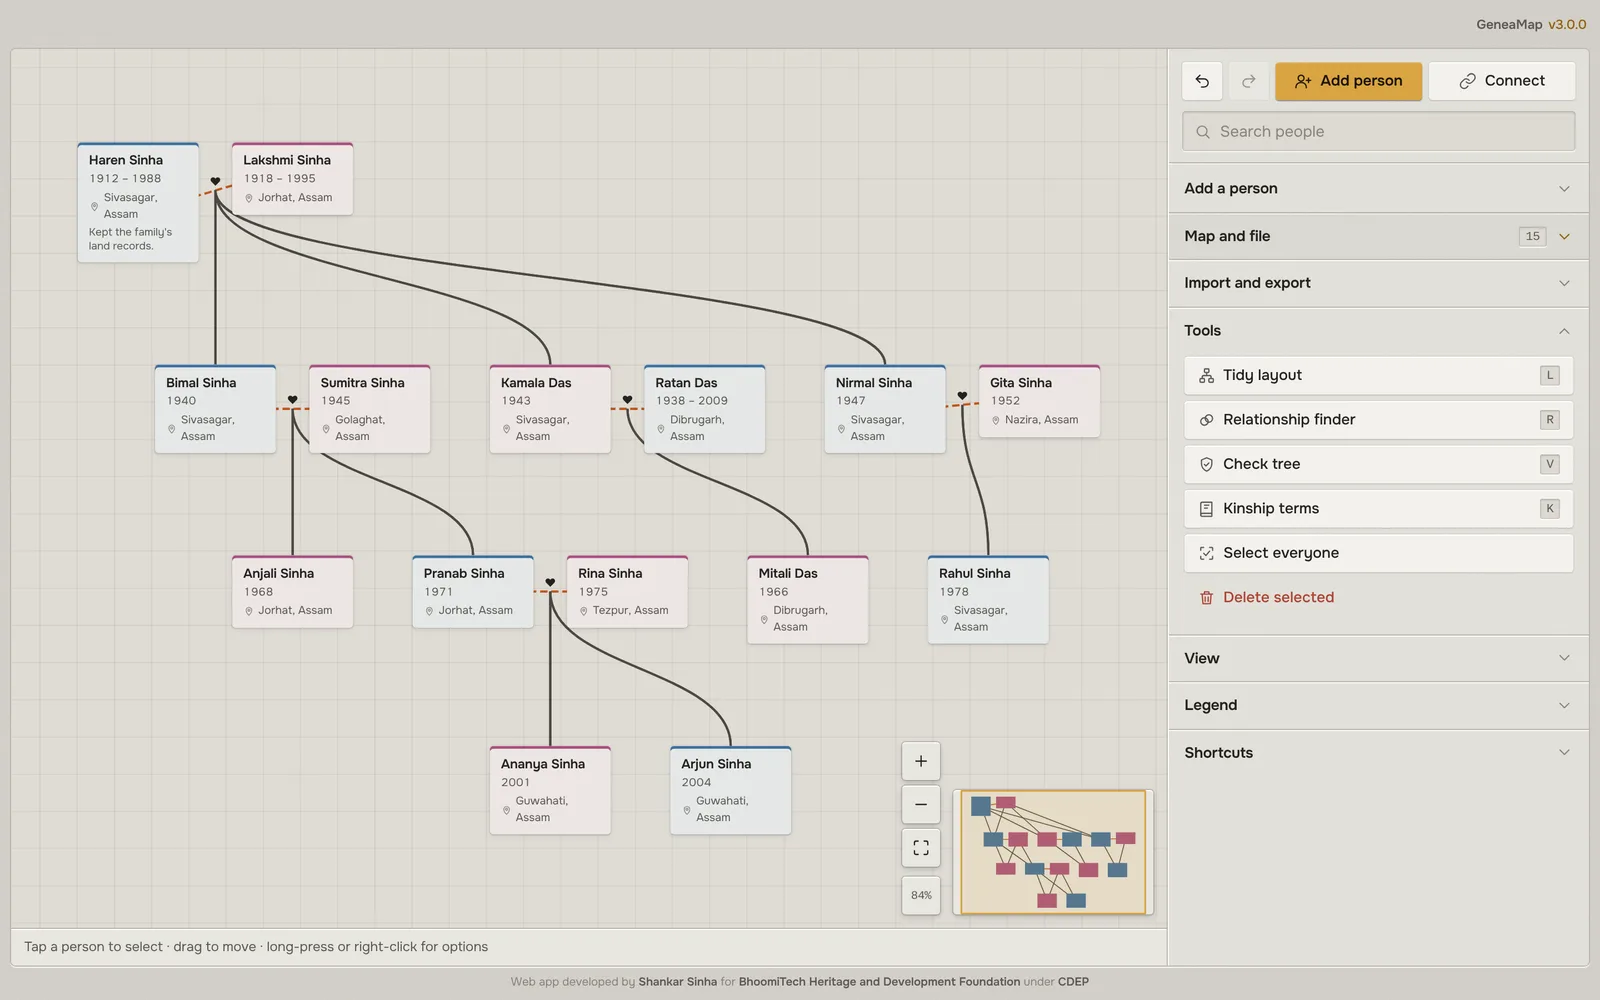 GeneaMap v3.0.0
Haren Sinha
1912 – 1988
Sivasagar,
Assam
Kept the family's
land records.
Lakshmi Sinha
1918 – 1995
Jorhat, Assam
Bimal Sinha
1940
Sivasagar,
Assam
Sumitra Sinha
1945
Golaghat,
Assam
Kamala Das
1943
Sivasagar,
Assam
Ratan Das
1938 – 2009
Dibrugarh,
Assam
Nirmal Sinha
1947
Sivasagar,
Assam
Gita Sinha
1952
Nazira, Assam
Anjali Sinha
1968
Jorhat, Assam
Pranab Sinha
1971
Jorhat, Assam
Rina Sinha
1975
Tezpur, Assam
Mitali Das
1966
Dibrugarh,
Assam
Rahul Sinha
1978
Sivasagar,
Assam
Ananya Sinha
2001
Guwahati,
Assam
Arjun Sinha
2004
Guwahati,
Assam
84%
Tap a person to select · drag to move · long-press or right-click for options
Add person
Connect
Search people
Add a person
Map and file 15
Import and export
Tools
Tidy layout L
Relationship finder R
Check tree V
Kinship terms K
Select everyone
Delete selected
View
Legend
Shortcuts
Web app developed by Shankar Sinha for BhoomiTech Heritage and Development Foundation under CDEP